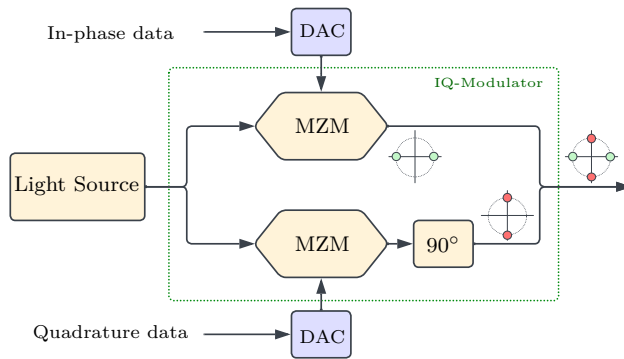 In-phase data
DAC
IQ-Modulator
MZM
Light Source
MZM
90°
Quadrature data
DAC